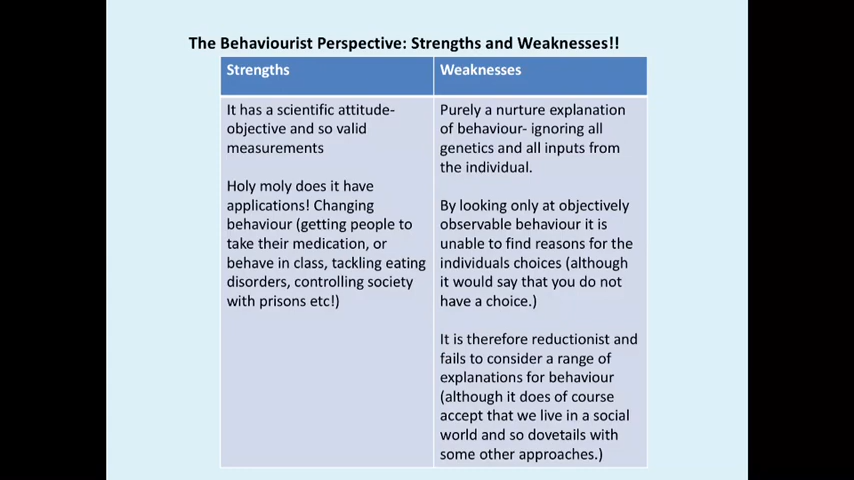 The Behaviourist Perspective: Strengths and Weaknesses!!
Strengths
It has a scientific attitude-
objective and so valid
measurements
Holy moly does it have
applications! Changing
behaviour (getting people to
take their medication, or
behave in class, tackling eating
disorders, controlling society
with prisons etc!)
Weaknesses
Purely a nurture explanation
of behaviour- ignoring all
genetics and all inputs from
the individual.
By looking only at objectively
observable behaviour it is
unable to find reasons for the
individuals choices (although
it would say that you do not
have a choice.)
It is therefore reductionist and
fails to consider a range of
explanations for behaviour
(although it does of course
accept that we live in a social
world and so dovetails with
some other approaches.)